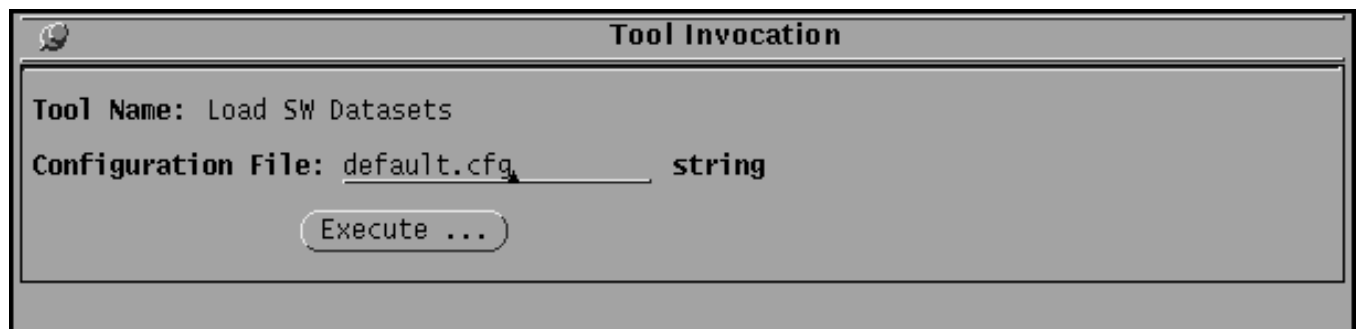 Tool Invocation
Tool Name: Load SW Datasets
Configuration File: default.cfg string
Execute ...